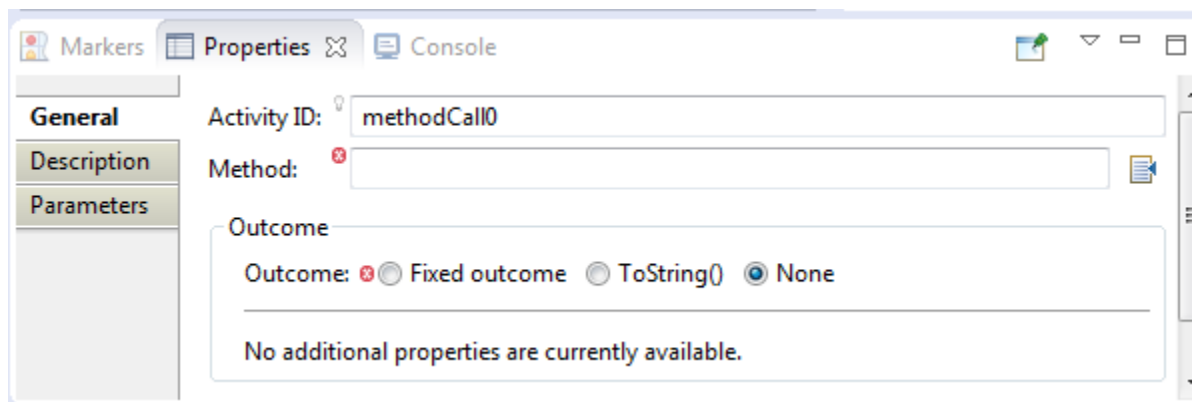 Markers Properties Console
General
Description
Parameters
Activity ID: methodCall0
Method:
Outcome
Outcome: Fixed outcome ToString() None
No additional properties are currently available.